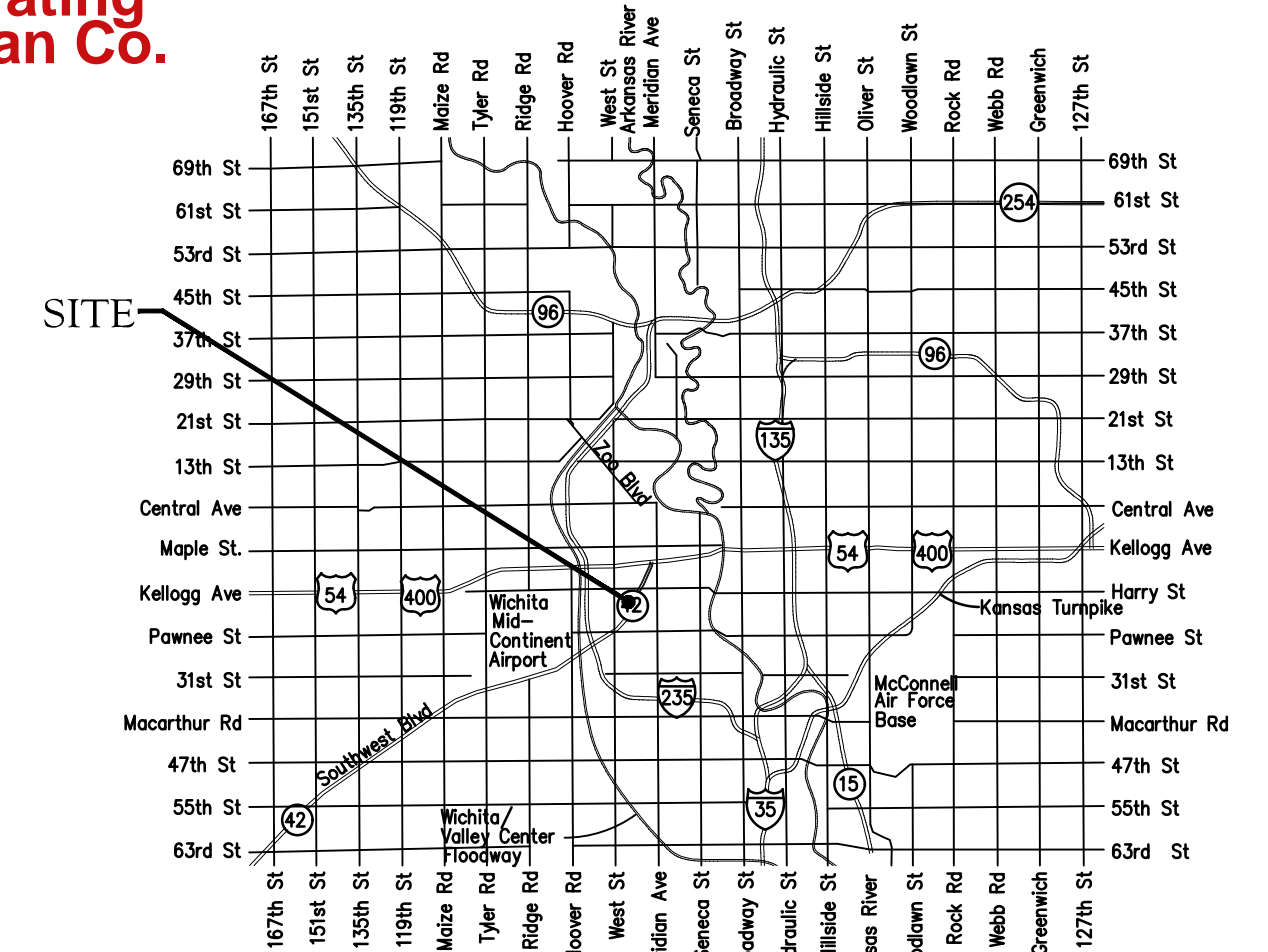 rating
an Co.
167th St
151st St
135th St
119th St
Maize Rd
Tyler Rd
Ridge Rd
Hoover Rd
West St
Arkansas River
Meridian Ave
Seneca St
Broadway St
Hydraulic St
Hillside St
Oliver St
Woodlawn St
Rock Rd
Webb Rd
Greenwich
127th St
69th St
61st St
53rd St
45th St
37th St
29th St
21st St
13th St
Central Ave
Maple St.
Kellogg Ave
Pawnee St
31st St
Macarthur Rd
47th St
55th St
63rd St
SITE
96
254
96
135
Zoo Blvd
54
400
54
400
42
Wichita
Mid-
Continent
Airport
Kansas Turnpike
235
McConnell
Air Force
Base
Southwest Blvd
42
15
35
Wichita/
Valley Center
Floodway
69th St
61st St
53rd St
45th St
37th St
29th St
21st St
13th St
Central Ave
Kellogg Ave
Harry St
Pawnee St
31st St
Macarthur Rd
47th St
55th St
63rd St
167th St
151st St
135th St
119th St
Maize Rd
Tyler Rd
Ridge Rd
oover Rd
West St
idian Ave
eneca St
adway St
draulic St
illside St
sas River
dlawn St
Rock Rd
Webb Rd
Greenwich
127th St